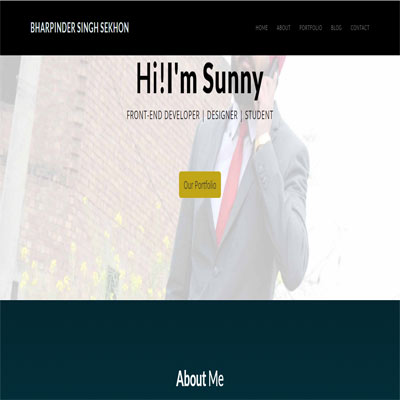 BHARPINDER SINGH SEKHON
HOME ABOUT PORTFOLIO BLOG CONTACT
Hi!I'm Sunny
FRONT-END DEVELOPER | DESIGNER | STUDENT
Our Portfolio
About Me